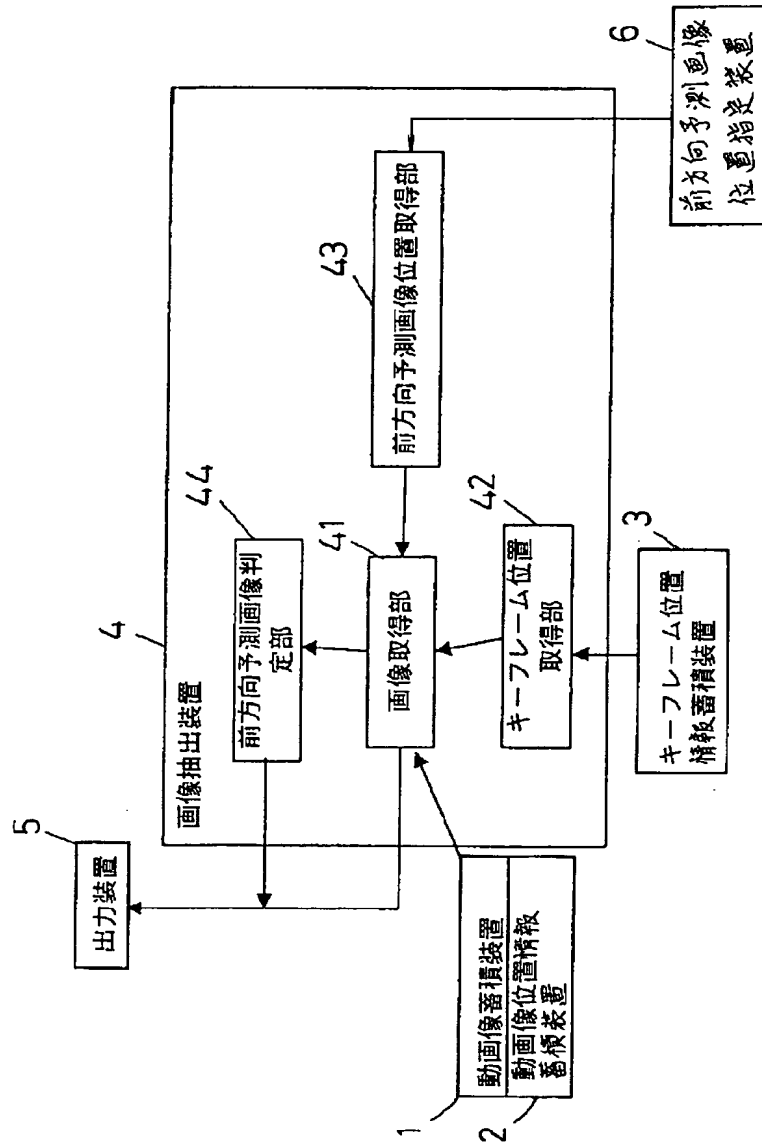 5
出力装置
4
画像抽出装置
44
前方向予測画像判
定部
41
画像取得部
43
前方向予測画像位置取得部
42
キーフレーム位置
取得部
1
動画像蓄積装置
2
動画像位置情報
蓄積装置
3
キーフレーム位置
情報蓄積装置
6
前方向予測画像
位置指定装置